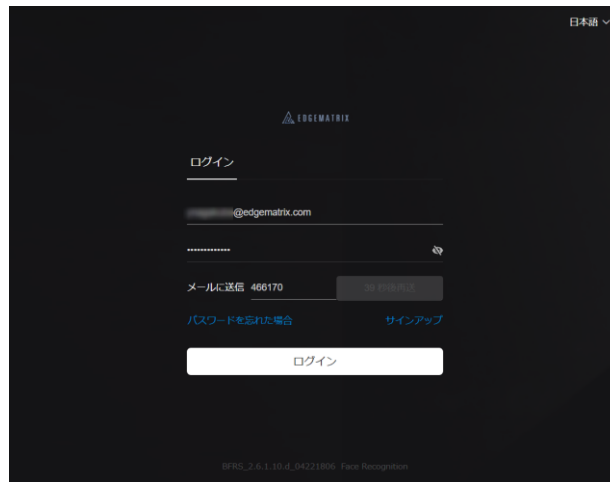 日本語
EDGEMATRIX
ログイン
@edgematrix.com
メールに送信 466170
パスワードを忘れた場合 サインアップ
ログイン
BFRS_2.6.1.10.d_04221806 Face Recognition